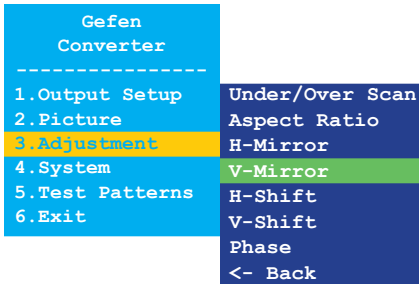 Gefen
Converter
---------------
1.Output Setup
2.Picture
3.Adjustment
4.System
5.Test Patterns
6.Exit
Under/Over Scan
Aspect Ratio
H-Mirror
V-Mirror
H-Shift
V-Shift
Phase
<- Back